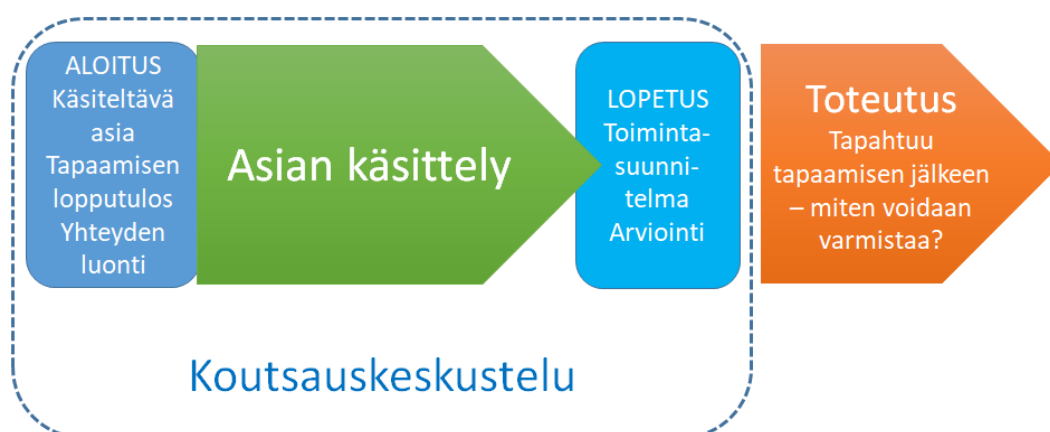 ALOITUS
Käsiteltävä
asia
Tapaamisen
lopputulos
Yhteyden
luonti
Asian käsittely
LOPETUS
Toiminta-
suunni-
telma
Arviointi
Toteutus
Tapahtuu
tapaamisen jälkeen
– miten voidaan
varmistaa?
Koutsauskeskustelu